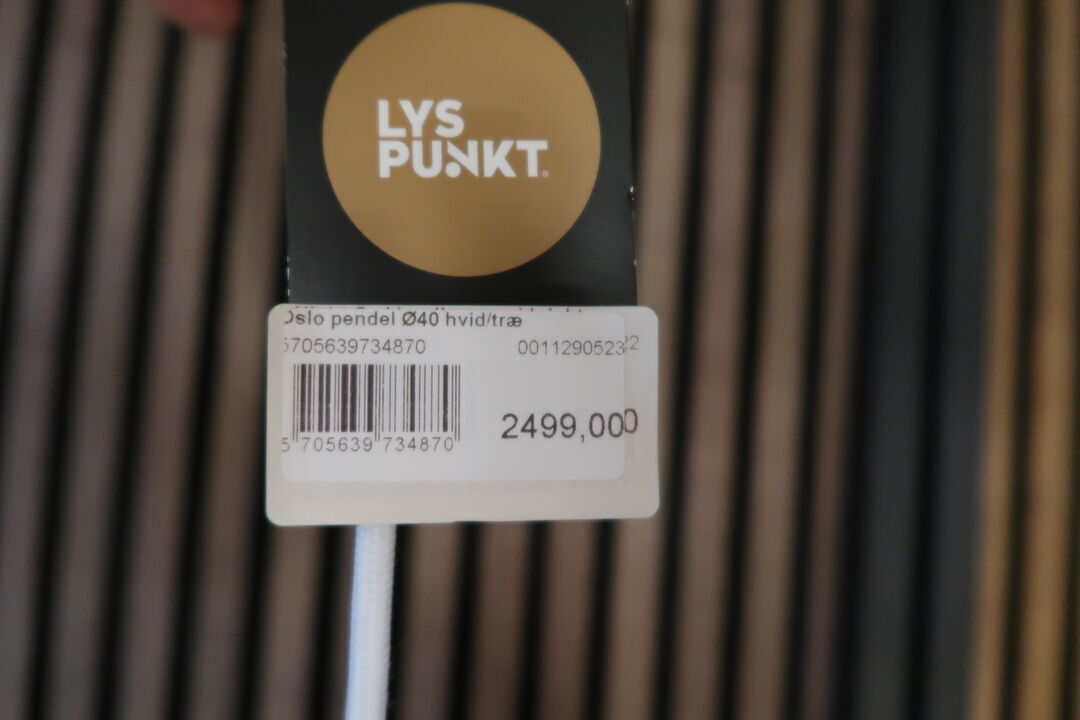 LYS
PUNKT®
Oslo pendel Ø40 hvid/træ
5705639734870 0011290523
2499,00
5 705639 734870